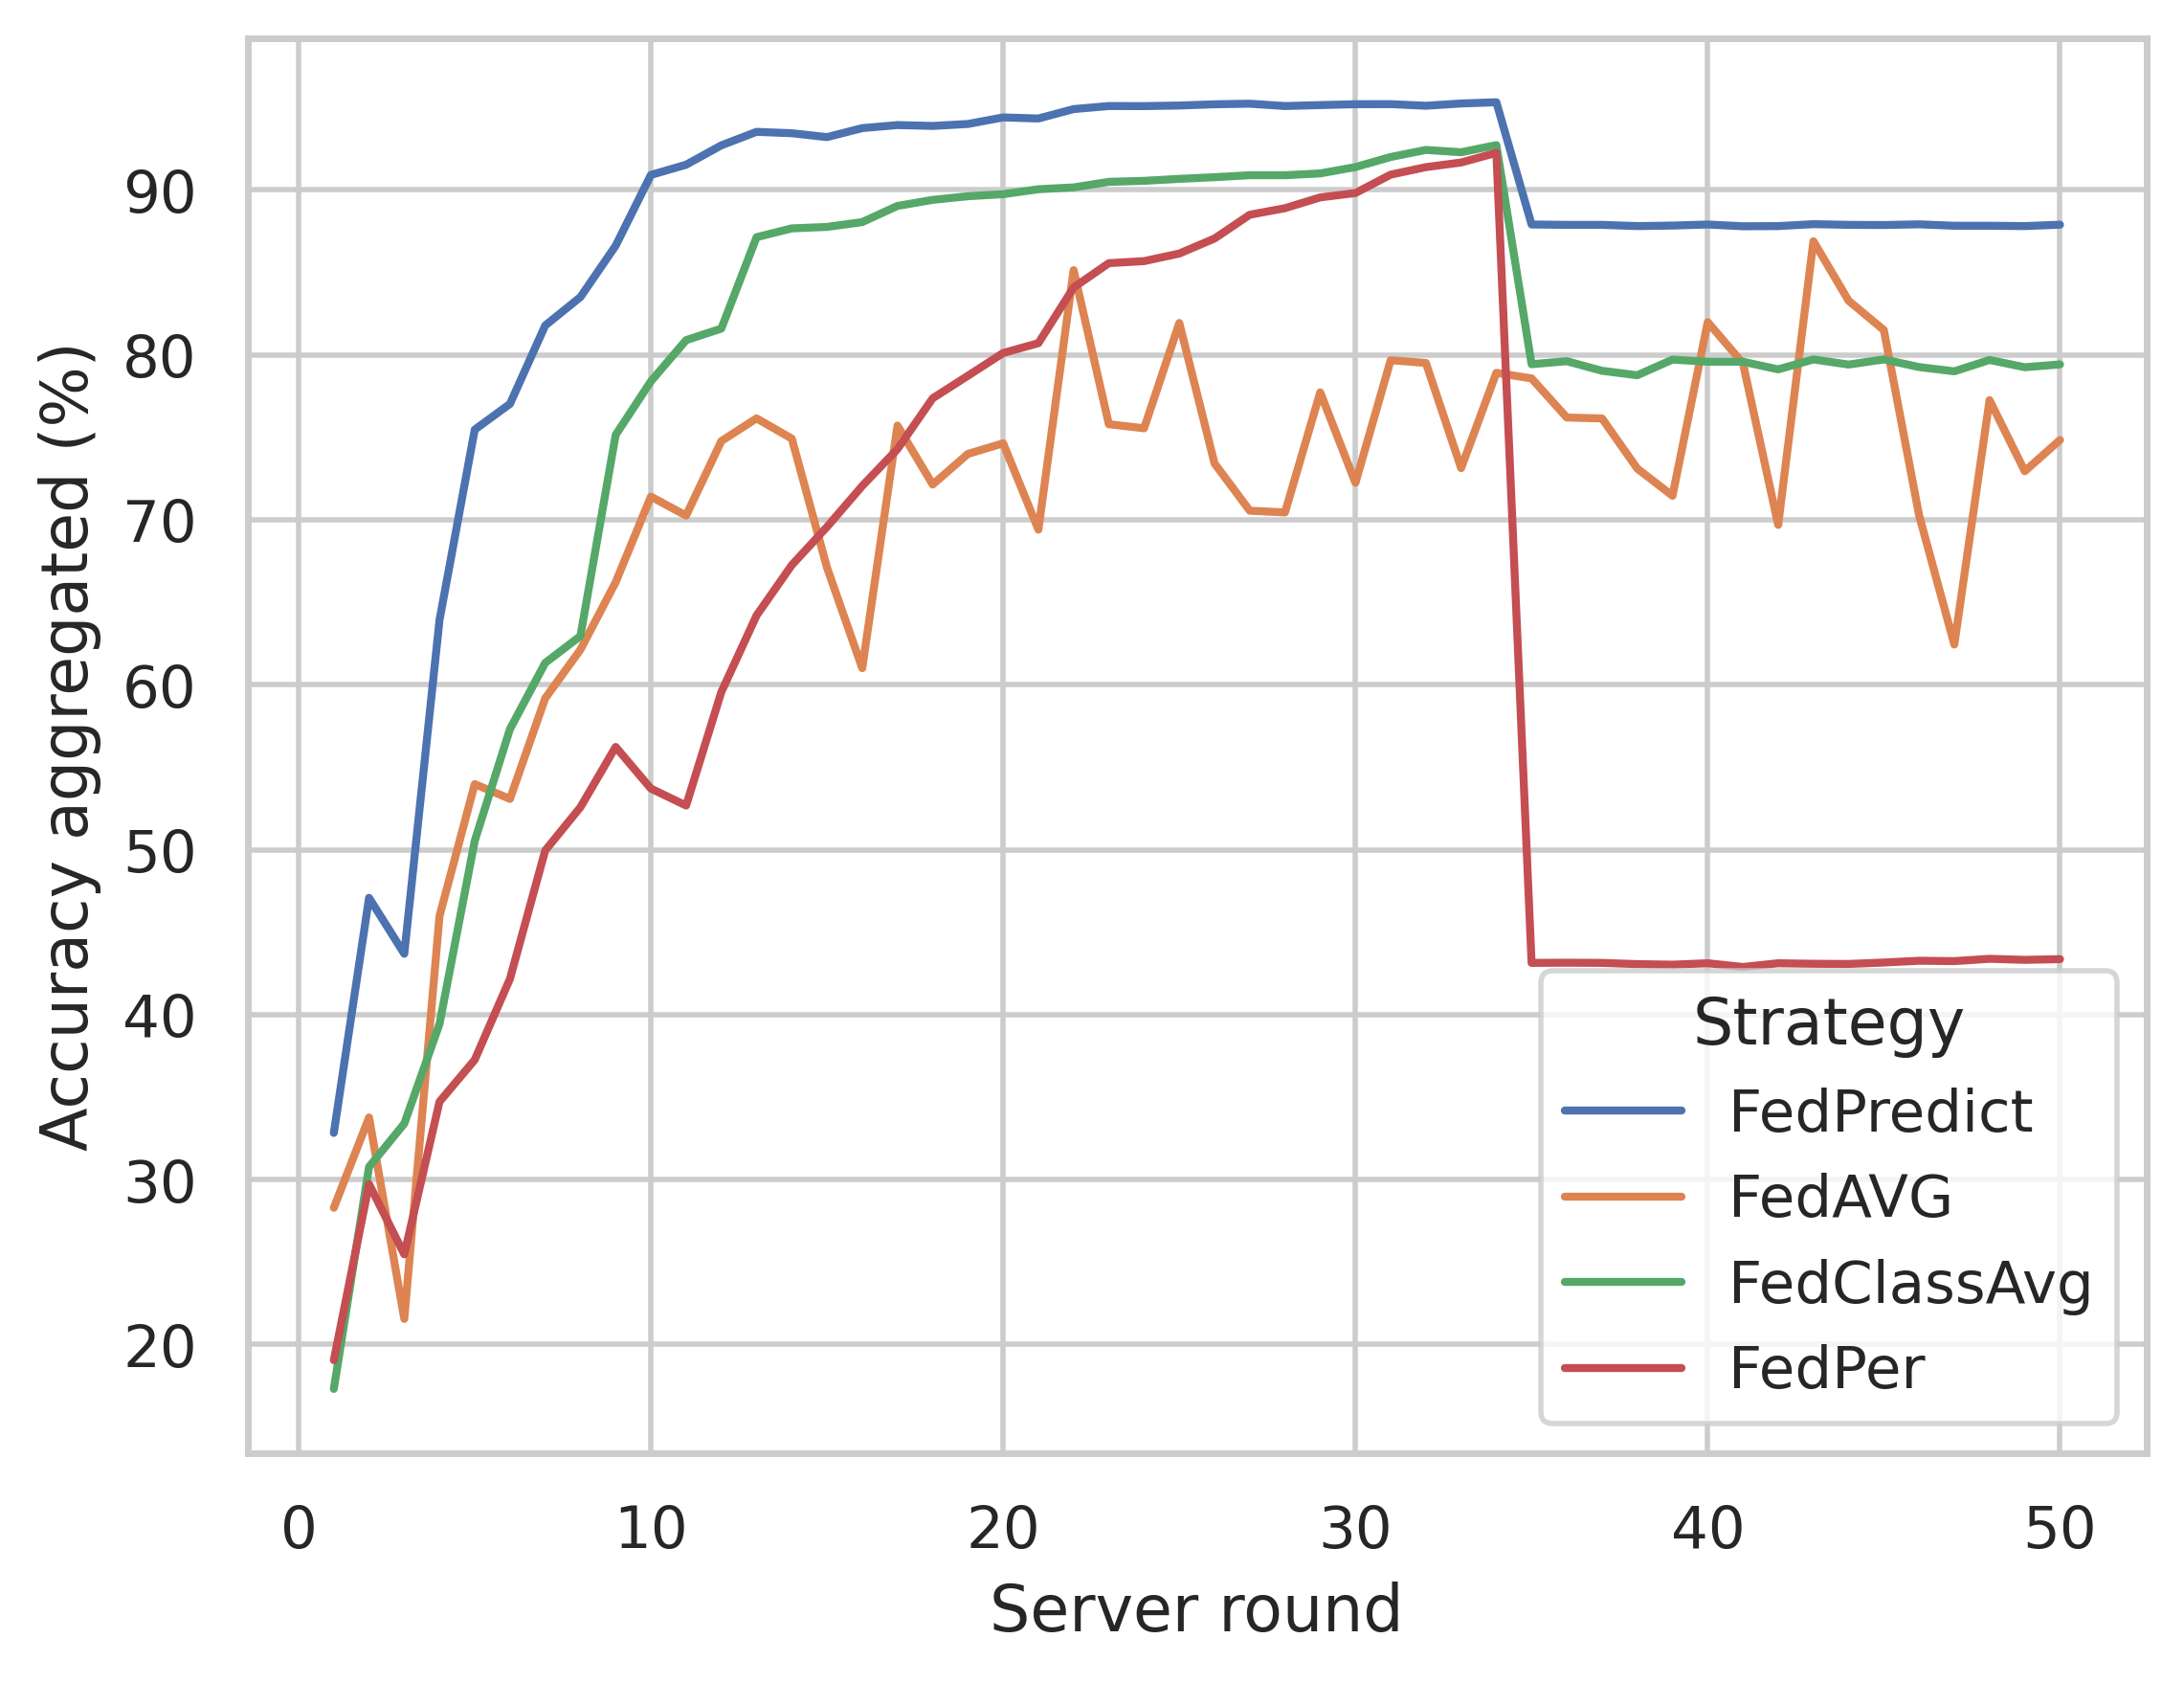 Accuracy aggregated (%)
90
80
70
60
50
40
30
20
0 10 20 30 40 50
Server round
Strategy
FedPredict
FedAVG
FedClassAvg
FedPer